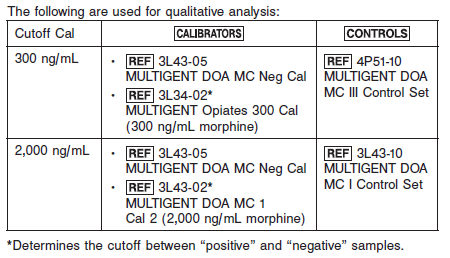 The following are used for qualitative analysis:
Cutoff Cal CALIBRATORS CONTROLS
300 ng/mL • REF 3L43-05 REF 4P51-10
MULTIGENT DOA MC Neg Cal MULTIGENT DOA
• REF 3L34-02* MC III Control Set
MULTIGENT Opiates 300 Cal
(300 ng/mL morphine)
2,000 ng/mL • REF 3L43-05 REF 3L43-10
MULTIGENT DOA MC Neg Cal MULTIGENT DOA
• REF 3L43-02* MC I Control Set
MULTIGENT DOA MC 1
Cal 2 (2,000 ng/mL morphine)
*Determines the cutoff between “positive” and “negative” samples.